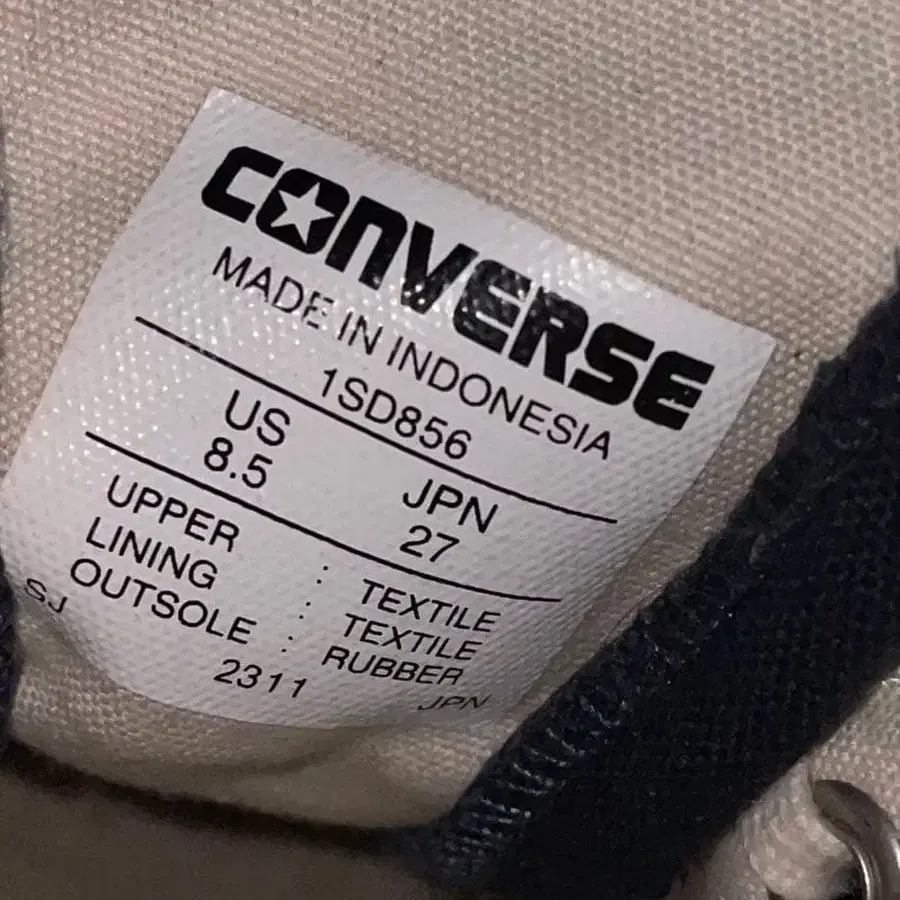 CONVERSE
MADE IN INDONESIA
1SD856
US JPN
8.5 27
UPPER : TEXTILE
LINING : TEXTILE
OUTSOLE : RUBBER
SJ 2311 JPN